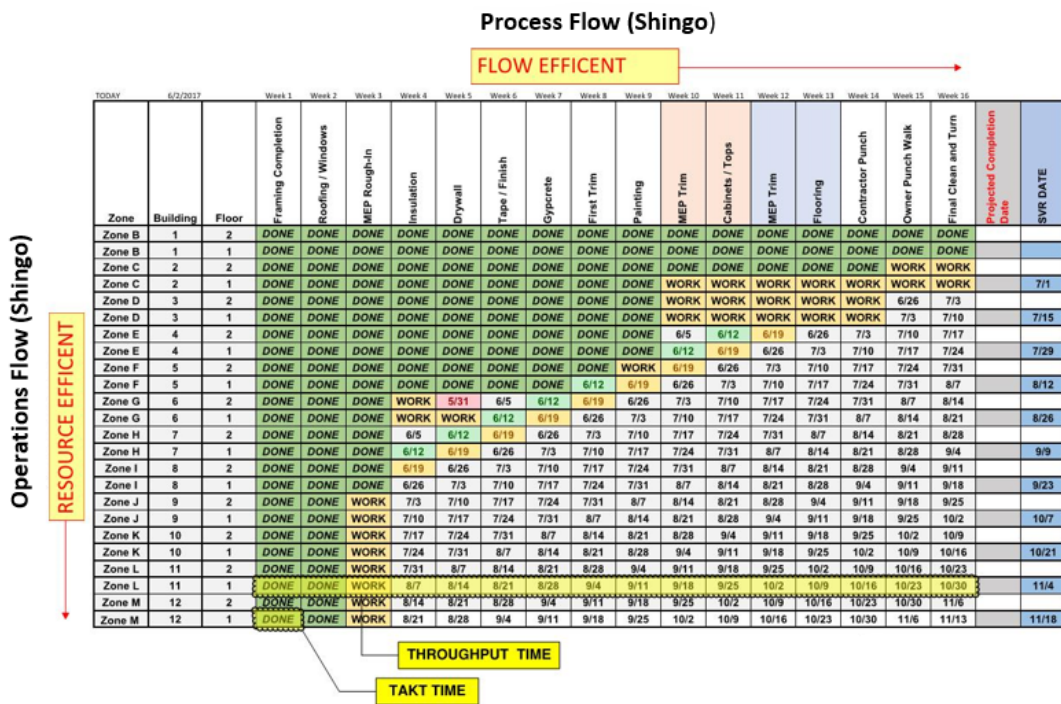 Process Flow (Shingo)
FLOW EFFICENT
Operations Flow (Shingo)
RESOURCE EFFICENT
TODAY 6/2/2017 Week 1 Week 2 Week 3 Week 4 Week 5 Week 6 Week 7 Week 8 Week 9 Week 10 Week 11 Week 12 Week 13 Week 14 Week 15 Week 16
Zone Building Floor Framing Completion Roofing / Windows MEP Rough-In Insulation Drywall Tape / Finish Gypcrete First Trim Painting MEP Trim Cabinets / Tops MEP Trim Flooring Contractor Punch Owner Punch Walk Final Clean and Turn Projected Completion Date SVR DATE
Zone B 1 2 DONE DONE DONE DONE DONE DONE DONE DONE DONE DONE DONE DONE DONE DONE DONE DONE
Zone B 1 1 DONE DONE DONE DONE DONE DONE DONE DONE DONE DONE DONE DONE DONE DONE DONE DONE
Zone C 2 2 DONE DONE DONE DONE DONE DONE DONE DONE DONE DONE DONE DONE DONE DONE WORK WORK
Zone C 2 1 DONE DONE DONE DONE DONE DONE DONE DONE DONE WORK WORK WORK WORK WORK WORK WORK 7/1
Zone D 3 2 DONE DONE DONE DONE DONE DONE DONE DONE DONE WORK WORK WORK WORK WORK 6/26 7/3
Zone D 3 1 DONE DONE DONE DONE DONE DONE DONE DONE DONE WORK WORK WORK WORK WORK 7/3 7/10 7/15
Zone E 4 2 DONE DONE DONE DONE DONE DONE DONE DONE DONE 6/5 6/12 6/19 6/26 7/3 7/10 7/17
Zone E 4 1 DONE DONE DONE DONE DONE DONE DONE DONE DONE 6/12 6/19 6/26 7/3 7/10 7/17 7/24 7/29
Zone F 5 2 DONE DONE DONE DONE DONE DONE DONE DONE WORK 6/19 6/26 7/3 7/10 7/17 7/24 7/31
Zone F 5 1 DONE DONE DONE DONE DONE DONE DONE 6/12 6/19 6/26 7/3 7/10 7/17 7/24 7/31 8/7 8/12
Zone G 6 2 DONE DONE DONE WORK 5/31 6/5 6/12 6/19 6/26 7/3 7/10 7/17 7/24 7/31 8/7 8/14
Zone G 6 1 DONE DONE DONE WORK WORK 6/12 6/19 6/26 7/3 7/10 7/17 7/24 7/31 8/7 8/14 8/21 8/26
Zone H 7 2 DONE DONE DONE 6/5 6/12 6/19 6/26 7/3 7/10 7/17 7/24 7/31 8/7 8/14 8/21 8/28
Zone H 7 1 DONE DONE DONE 6/12 6/19 6/26 7/3 7/10 7/17 7/24 7/31 8/7 8/14 8/21 8/28 9/4 9/9
Zone I 8 2 DONE DONE DONE 6/19 6/26 7/3 7/10 7/17 7/24 7/31 8/7 8/14 8/21 8/28 9/4 9/11
Zone I 8 1 DONE DONE DONE 6/26 7/3 7/10 7/17 7/24 7/31 8/7 8/14 8/21 8/28 9/4 9/11 9/18 9/23
Zone J 9 2 DONE DONE WORK 7/3 7/10 7/17 7/24 7/31 8/7 8/14 8/21 8/28 9/4 9/11 9/18 9/25
Zone J 9 1 DONE DONE WORK 7/10 7/17 7/24 7/31 8/7 8/14 8/21 8/28 9/4 9/11 9/18 9/25 10/2 10/7
Zone K 10 2 DONE DONE WORK 7/17 7/24 7/31 8/7 8/14 8/21 8/28 9/4 9/11 9/18 9/25 10/2 10/9
Zone K 10 1 DONE DONE WORK 7/24 7/31 8/7 8/14 8/21 8/28 9/4 9/11 9/18 9/25 10/2 10/9 10/16 10/21
Zone L 11 2 DONE DONE WORK 7/31 8/7 8/14 8/21 8/28 9/4 9/11 9/18 9/25 10/2 10/9 10/16 10/23
Zone L 11 1 DONE DONE WORK 8/7 8/14 8/21 8/28 9/4 9/11 9/18 9/25 10/2 10/9 10/16 10/23 10/30 11/4
Zone M 12 2 DONE DONE WORK 8/14 8/21 8/28 9/4 9/11 9/18 9/25 10/2 10/9 10/16 10/23 10/30 11/6
Zone M 12 1 DONE DONE WORK 8/21 8/28 9/4 9/11 9/18 9/25 10/2 10/9 10/16 10/23 10/30 11/6 11/13 11/18
THROUGHPUT TIME
TAKT TIME